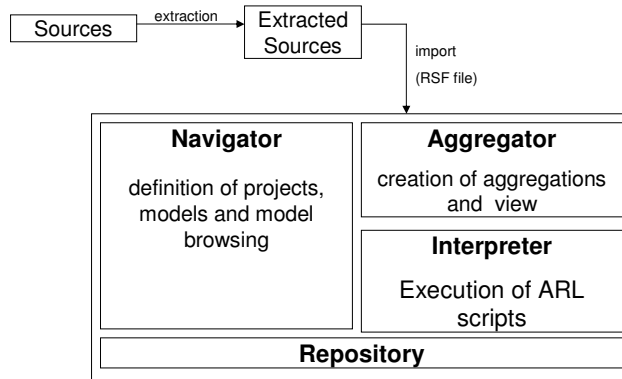 Sources
extraction
Extracted
Sources
import
(RSF file)
Navigator
definition of projects,
models and model
browsing
Aggregator
creation of aggregations
and view
Interpreter
Execution of ARL
scripts
Repository